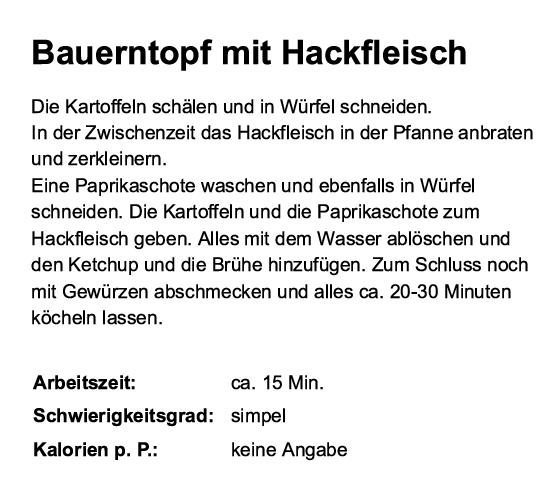 Bauerntopf mit Hackfleisch
Die Kartoffeln schälen und in Würfel schneiden.
In der Zwischenzeit das Hackfleisch in der Pfanne anbraten
und zerkleinern.
Eine Paprikaschote waschen und ebenfalls in Würfel
schneiden. Die Kartoffeln und die Paprikaschote zum
Hackfleisch geben. Alles mit dem Wasser ablöschen und
den Ketchup und die Brühe hinzufügen. Zum Schluss noch
mit Gewürzen abschmecken und alles ca. 20-30 Minuten
köcheln lassen.
Arbeitszeit: ca. 15 Min.
Schwierigkeitsgrad: simpel
Kalorien p. P.: keine Angabe